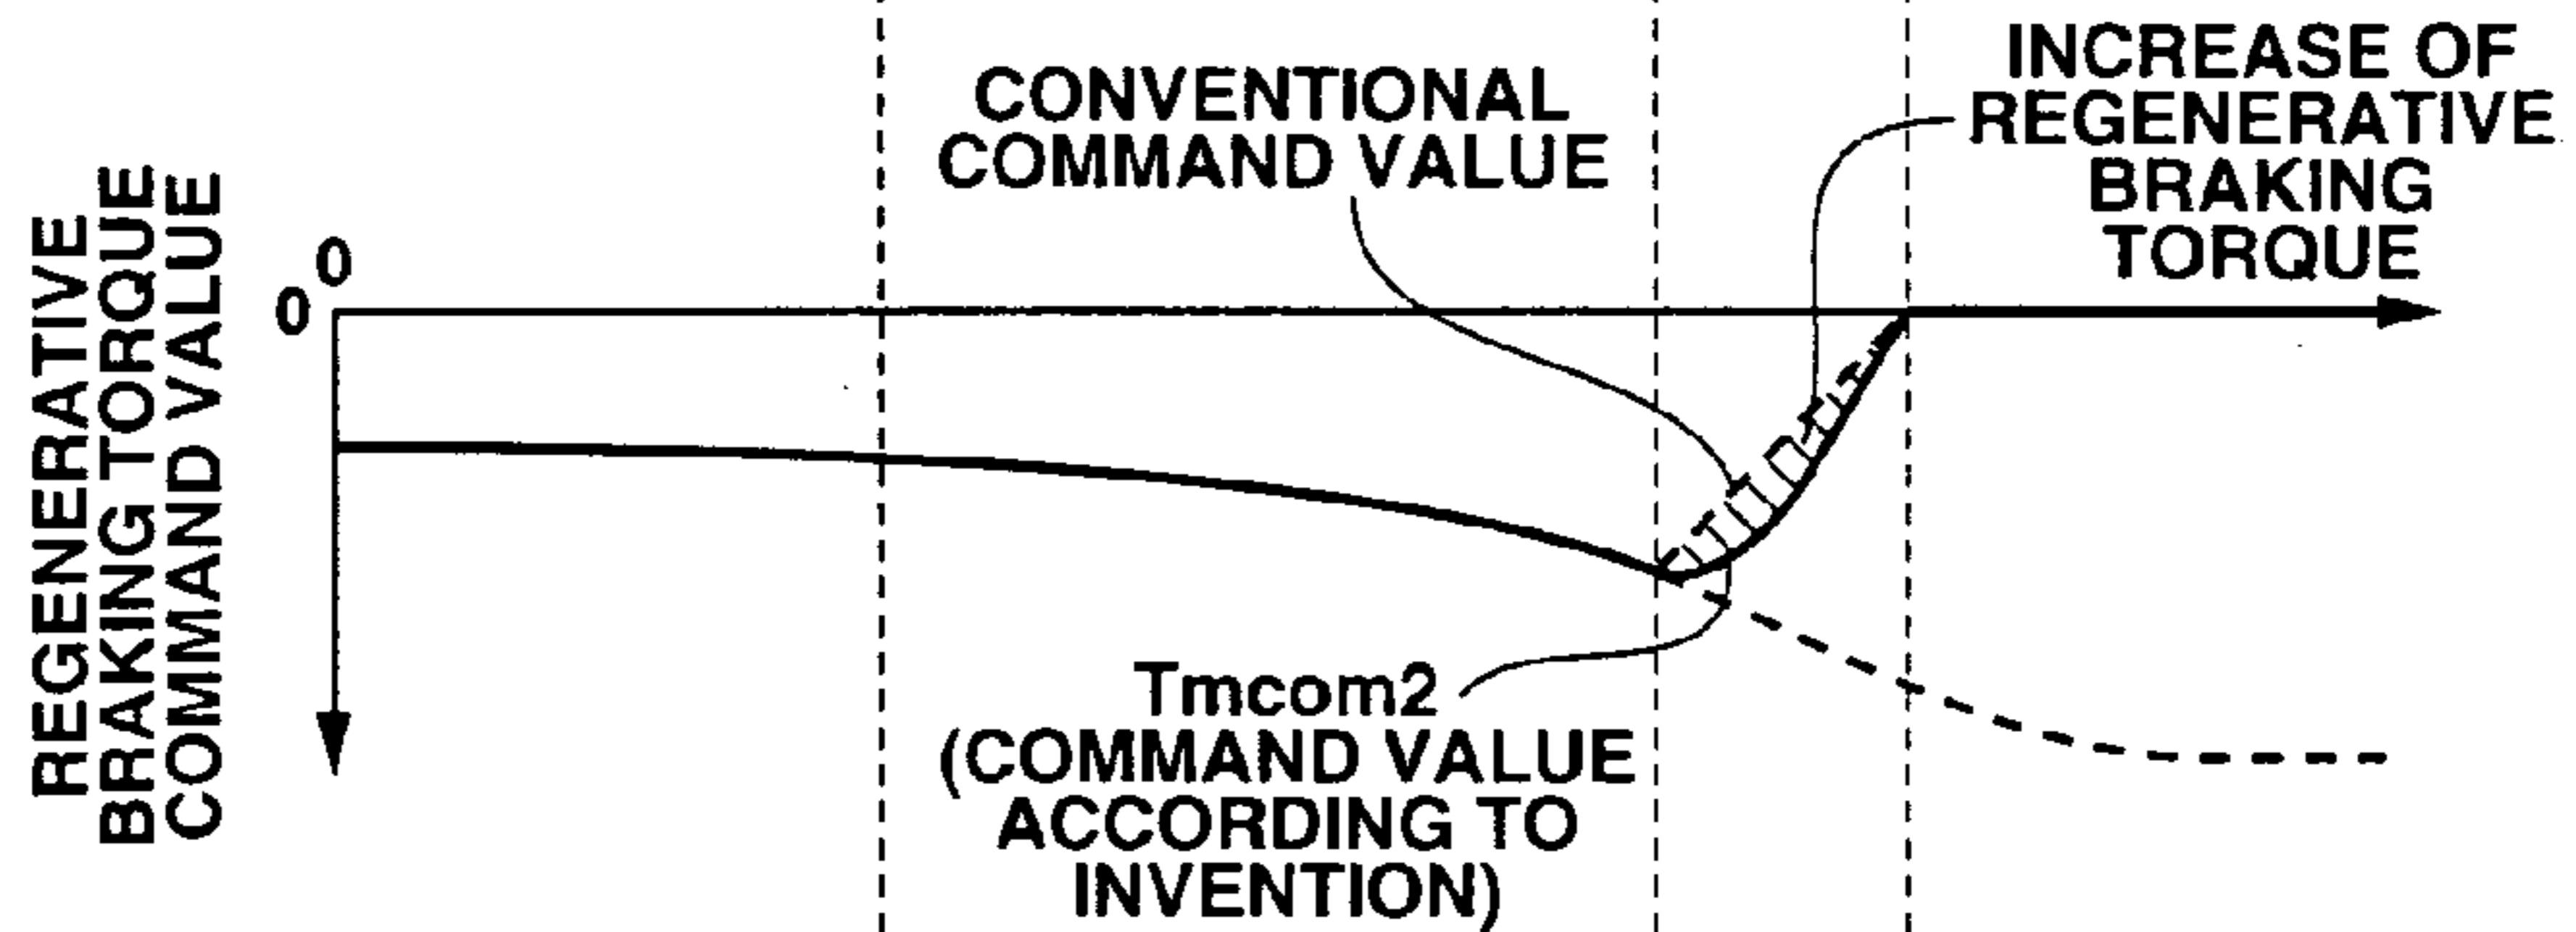 CONVENTIONAL
COMMAND VALUE
INCREASE OF
REGENERATIVE
BRAKING
TORQUE
REGENERATIVE
BRAKING TORQUE
COMMAND VALUE
0
0
Tmcom2
(COMMAND VALUE
ACCORDING TO
INVENTION)